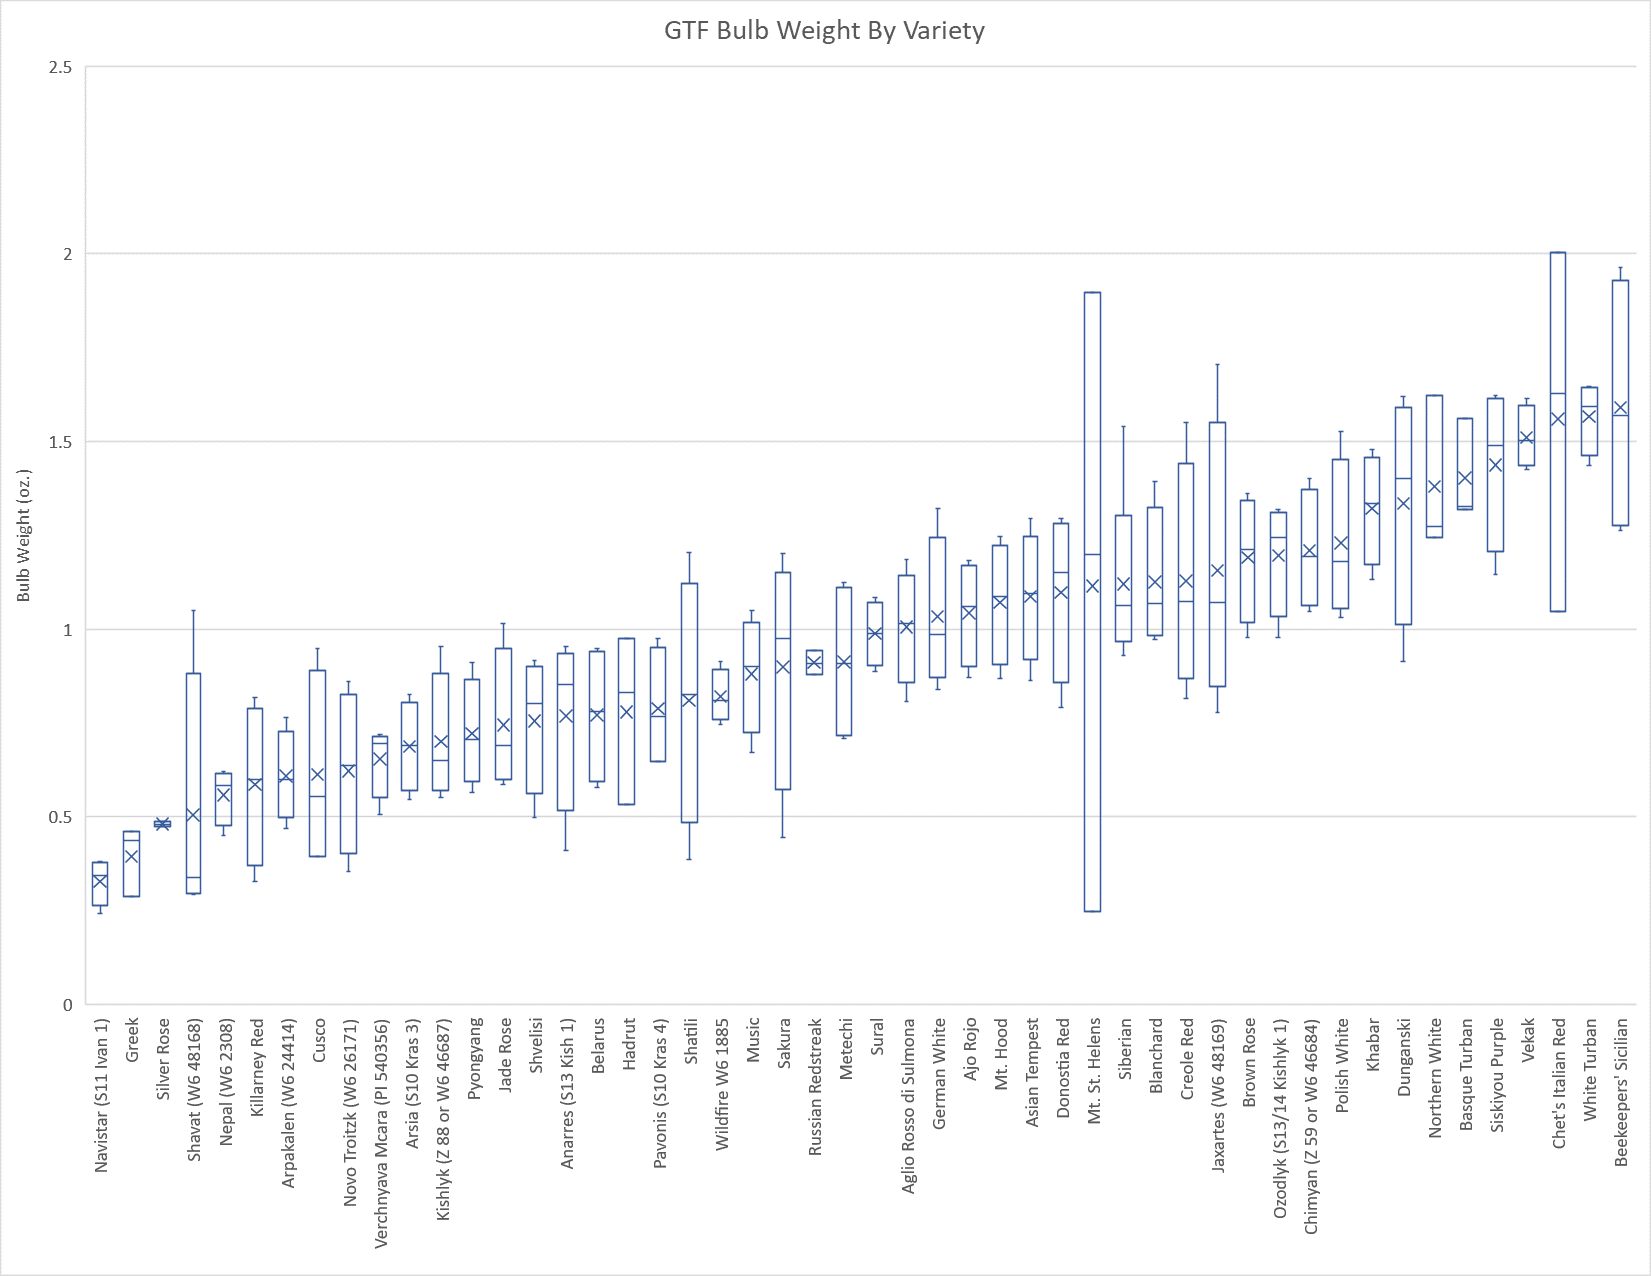 GTF Bulb Weight By Variety
2.5
2
1.5
1
0.5
0
Bulb Weight (oz.)
Navistar (S11 Ivan 1)
Greek
Silver Rose
Shavat (W6 48168)
Nepal (W6 2308)
Killarney Red
Arpakalen (W6 24414)
Cusco
Novo Troitzk (W6 26171)
Verchnyava Mcara (PI 540356)
Arsia (S10 Kras 3)
Kishlyk (Z 88 or W6 46687)
Pyongyang
Jade Rose
Shvelisi
Anarres (S13 Kish 1)
Belarus
Hadrut
Pavonis (S10 Kras 4)
Shatili
Wildfire W6 1885
Music
Sakura
Russian Redstreak
Metechi
Sural
Aglio Rosso di Sulmona
German White
Ajo Rojo
Mt. Hood
Asian Tempest
Donostia Red
Mt. St. Helens
Siberian
Blanchard
Creole Red
Jaxartes (W6 48169)
Brown Rose
Ozodlyk (S13/14 Kishlyk 1)
Chimyan (Z 59 or W6 46684)
Polish White
Khabar
Dunganski
Northern White
Basque Turban
Siskiyou Purple
Vekak
Chet's Italian Red
White Turban
Beekeepers' Sicilian